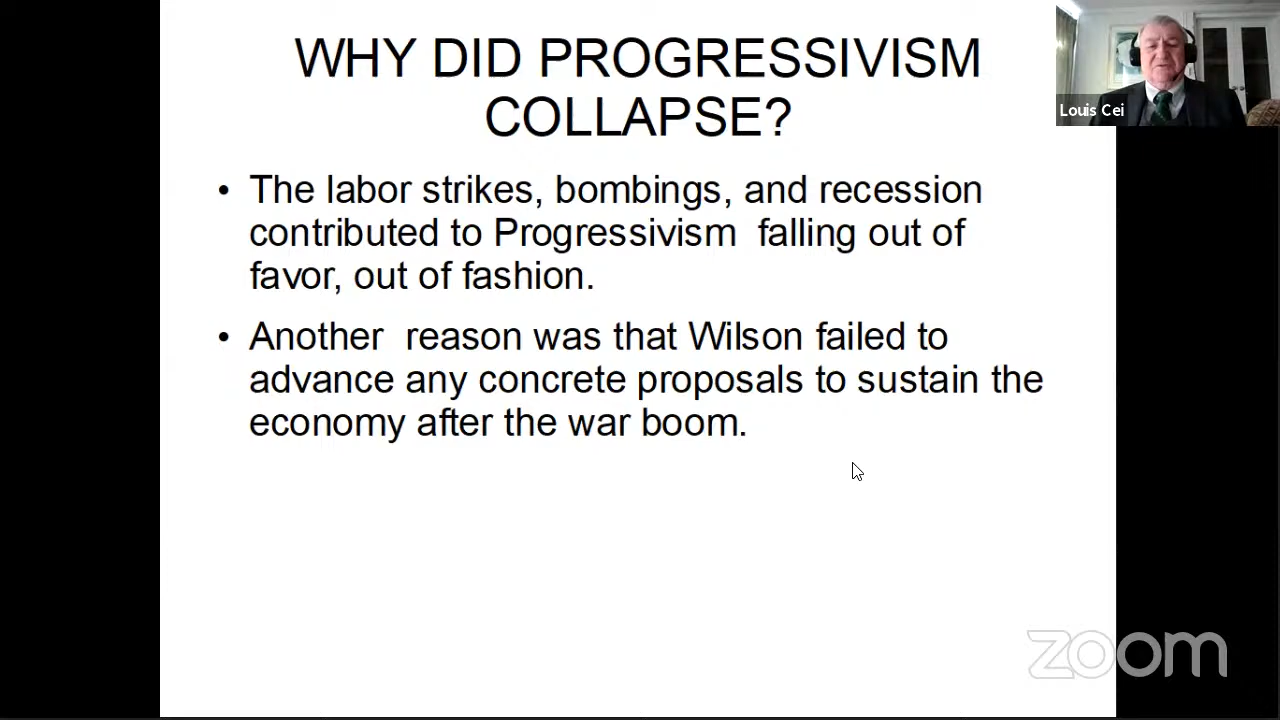 WHY DID PROGRESSIVISM
COLLAPSE?
Louis Cei
• The labor strikes, bombings, and recession
contributed to Progressivism  falling out of
favor, out of fashion.
• Another  reason was that Wilson failed to
advance any concrete proposals to sustain the
economy after the war boom.
zoom